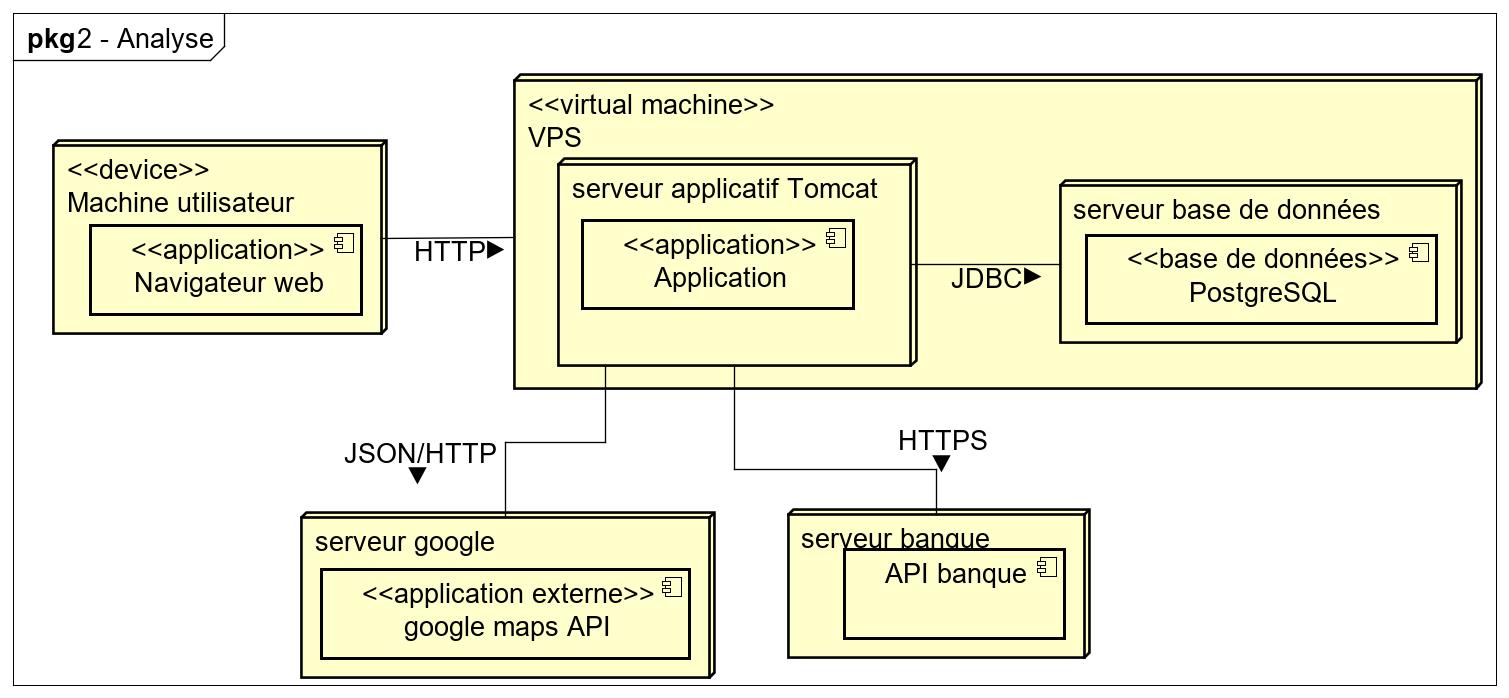 pkg2 - Analyse
<<virtual machine>>
VPS
<<device>>
Machine utilisateur
<<application>>
Navigateur web
HTTP▶
serveur applicatif Tomcat
<<application>>
Application
JDBC▶
serveur base de données
<<base de données>>
PostgreSQL
JSON/HTTP
▼
HTTPS
▼
serveur google
<<application externe>>
google maps API
serveur banque
API banque